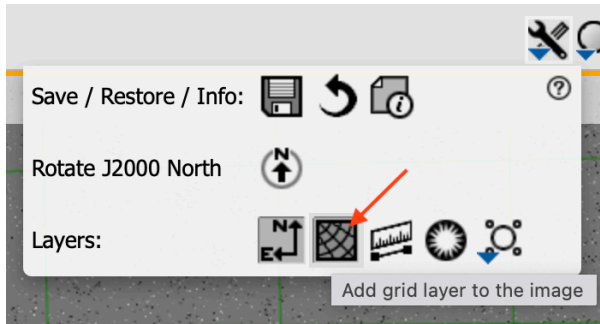 Save / Restore / Info:
?
Rotate J2000 North
N
Layers:
N
E
Add grid layer to the image